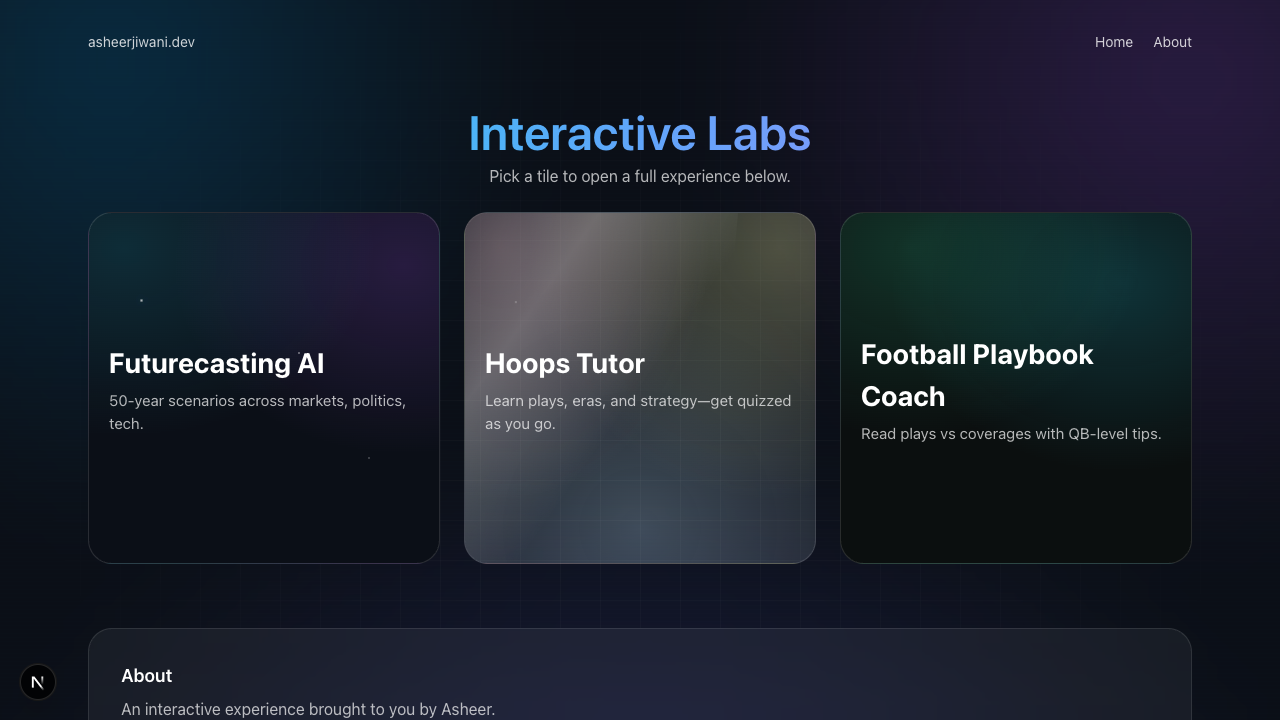 asheerjiwani.dev
Home About
Interactive Labs
Pick a tile to open a full experience below.
Futurecasting AI
50-year scenarios across markets, politics,
tech.
Hoops Tutor
Learn plays, eras, and strategy—get quizzed
as you go.
Football Playbook
Coach
Read plays vs coverages with QB-level tips.
About
An interactive experience brought to you by Asheer.
N